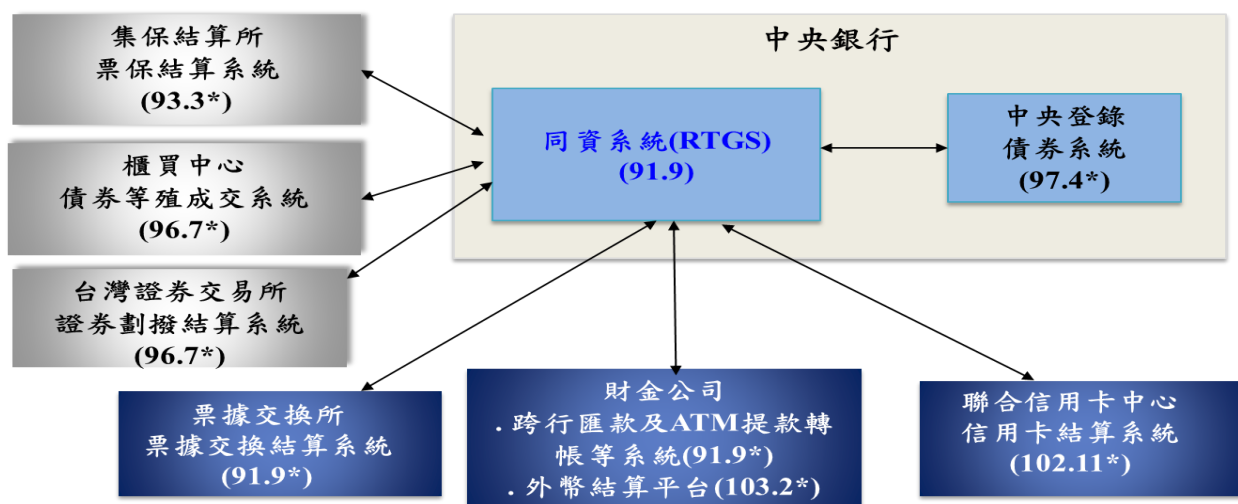 集保結算所
票保結算系統
(93.3*)
櫃買中心
債券等殖成交系統
(96.7*)
台灣證券交易所
證券劃撥結算系統
(96.7*)
中央銀行
同資系統(RTGS)
(91.9)
中央登錄
債券系統
(97.4*)
票據交換所
票據交換結算系統
(91.9*)
財金公司
. 跨行匯款及ATM提款轉
帳等系統(91.9*)
. 外幣結算平台(103.2*)
聯合信用卡中心
信用卡結算系統
(102.11*)